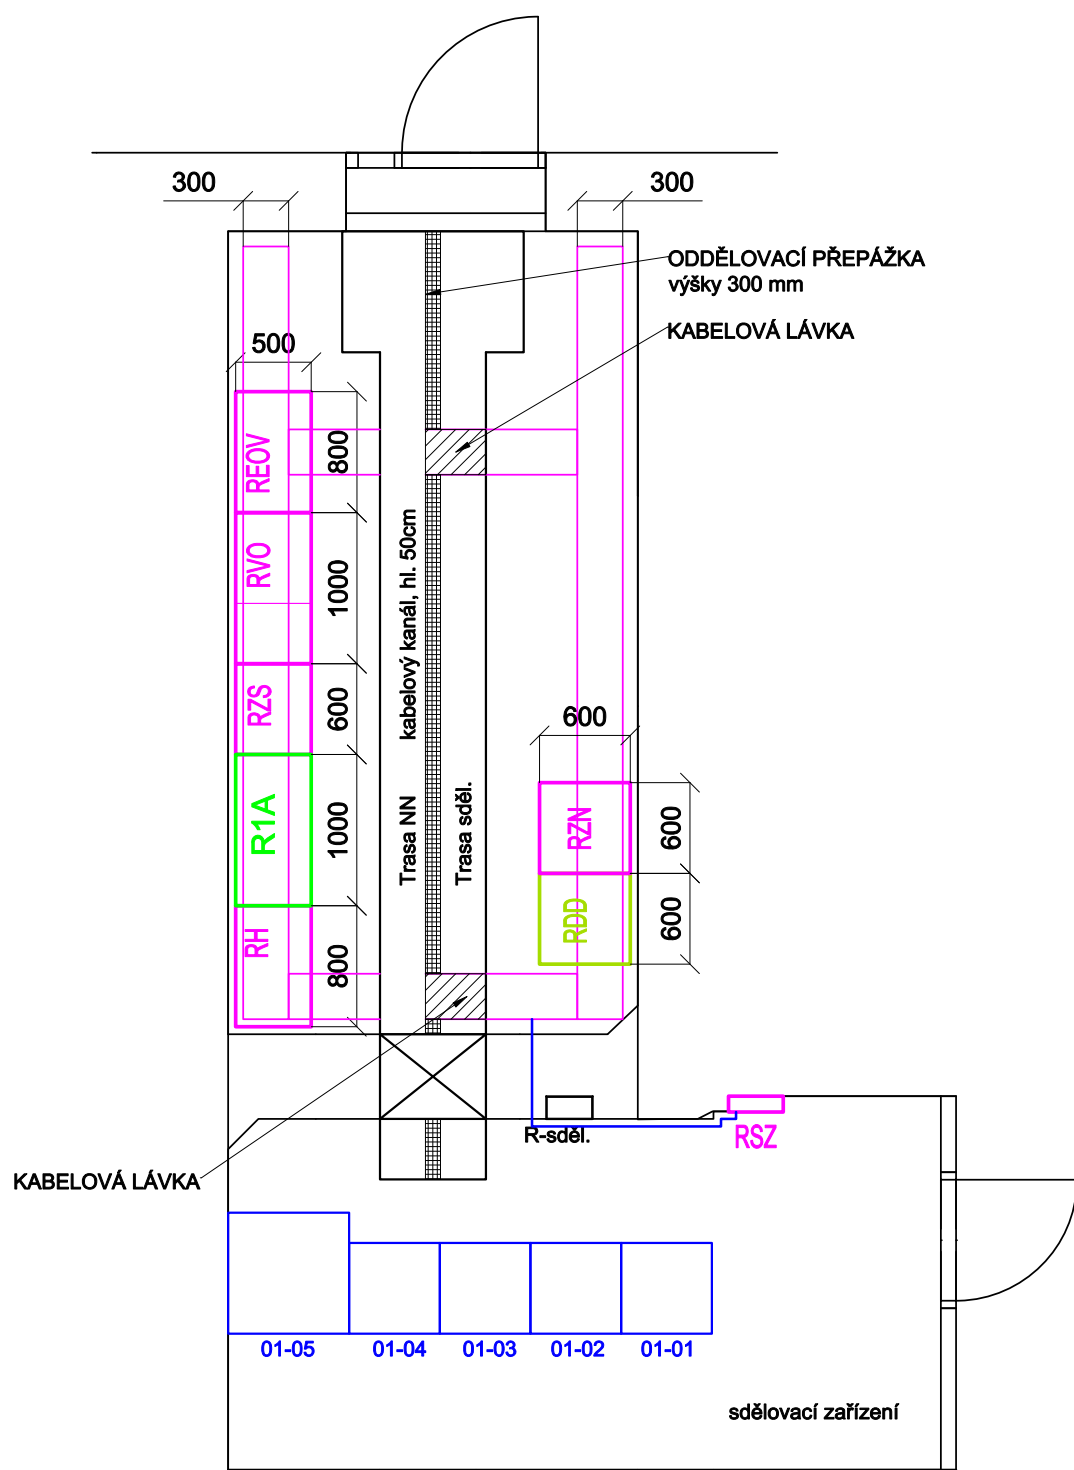 300
300
ODDĚLOVACÍ PŘEPÁŽKA
výšky 300 mm
KABELOVÁ LÁVKA
500
REOV
800
RVO
1000
kabelový kanál, hl. 50cm
RZS
600
600
R1A
1000
Trasa NN
Trasa sděl.
RZN
600
RDD
600
RH
800
R-sděl.
RSZ
KABELOVÁ LÁVKA
01-05
01-04
01-03
01-02
01-01
sdělovací zařízení